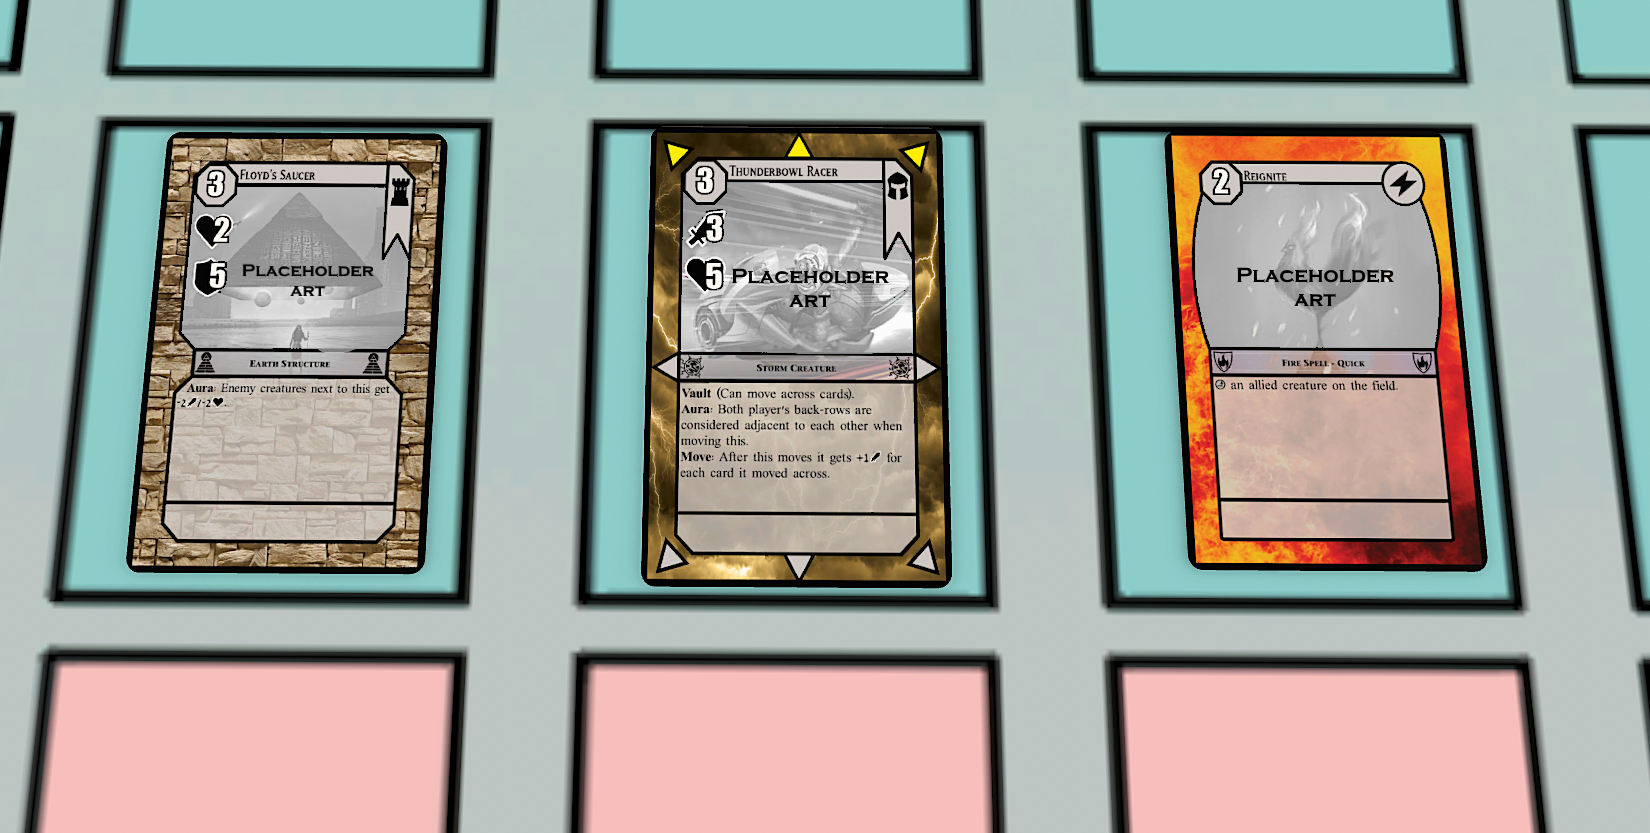 3
FLOYD'S SAUCER
2
5
PLACEHOLDER
ART
EARTH STRUCTURE
Aura: Enemy creatures next to this get
-2/-2.
3
THUNDERBOWL RACER
3
5
PLACEHOLDER
ART
STORM CREATURE
Vault (Can move across cards).
Aura: Both player's back-rows are
considered adjacent to each other when
moving this.
Move: After this moves it gets +1 for
each card it moved across.
2
REIGNITE
PLACEHOLDER
ART
FIRE SPELL - QUICK
an allied creature on the field.